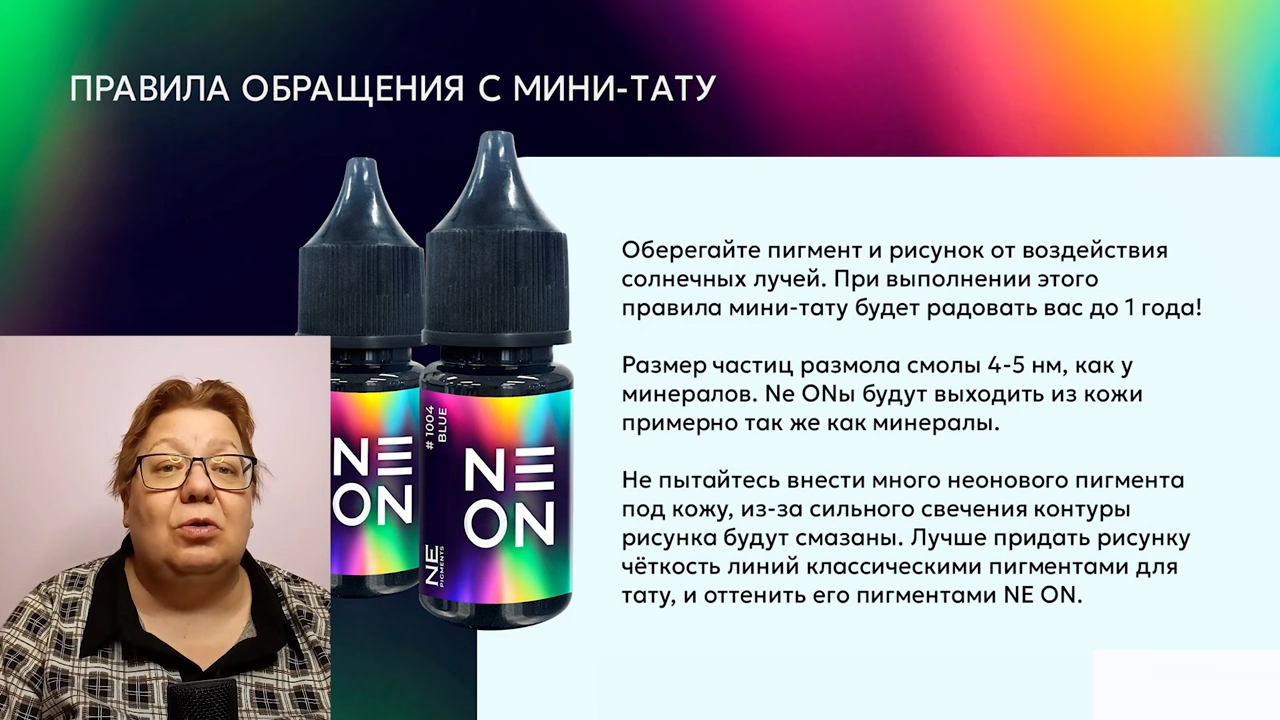 ПРАВИЛА ОБРАЩЕНИЯ С МИНИ-ТАТУ
Оберегайте пигмент и рисунок от воздействия
солнечных лучей. При выполнении этого
правила мини-тату будет радовать вас до 1 года!
Размер частиц размола смолы 4-5 нм, как у
минералов. Ne ONы будут выходить из кожи
примерно так же как минералы.
Не пытайтесь внести много неонового пигмента
под кожу, из-за сильного свечения контуры
рисунка будут смазаны. Лучше придать рисунку
чёткость линий классическими пигментами для
тату, и оттенить его пигментами NE ON.
NE
ON
# 1004
BLUE
NE
ON
NE
PIGMENTS